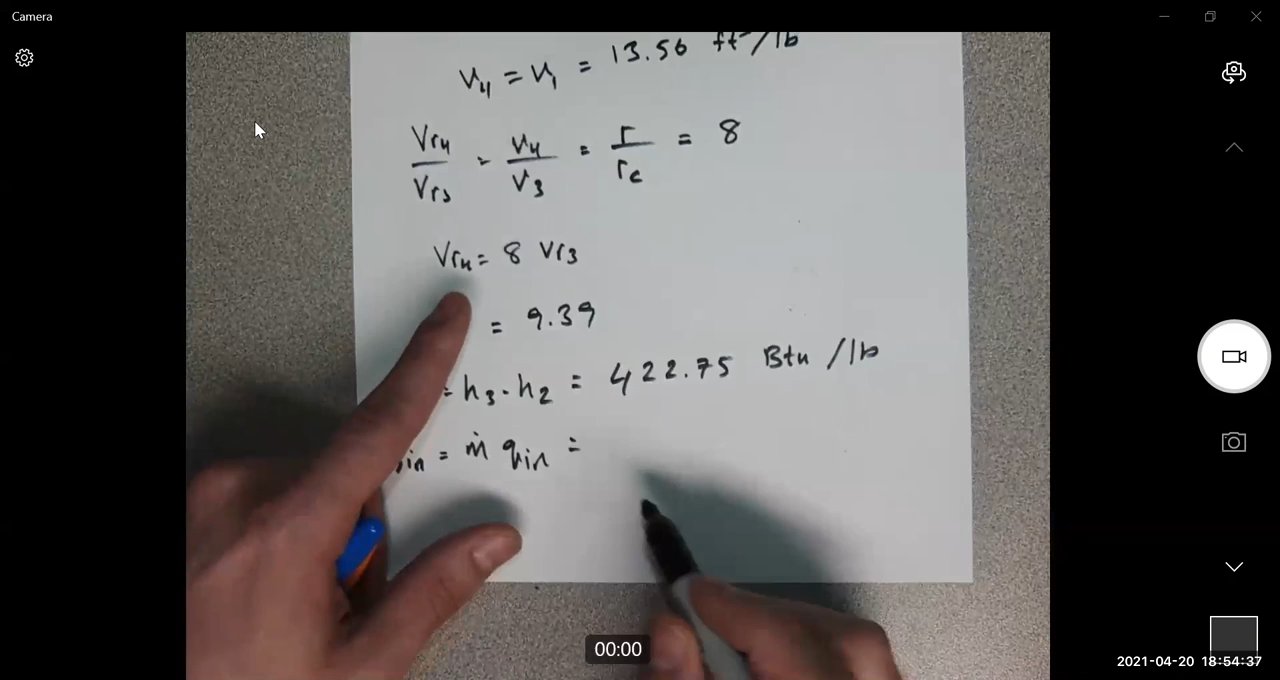 Camera
v4 = v1 = 13.56 ft³/lb
Vr4/Vr3 = V4/V3 = r/rc = 8
Vr4 = 8 Vr3
= 9.39
= h3 - h2 = 422.75 Btu/lb
in = ṁ qin =
00:00
2021-04-20 18:54:37